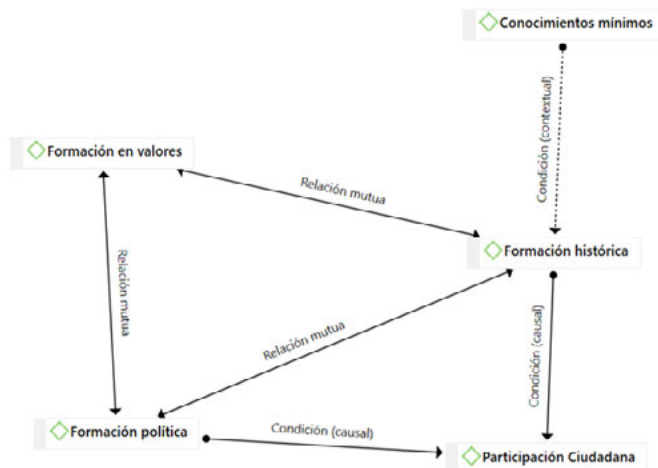 Conocimientos mínimos
Condición (contextual)
Formación en valores
Relación mutua
Formación histórica
Relación mutua
Relación mutua
Condición (causal)
Formación política
Condición (causal)
Participación Ciudadana